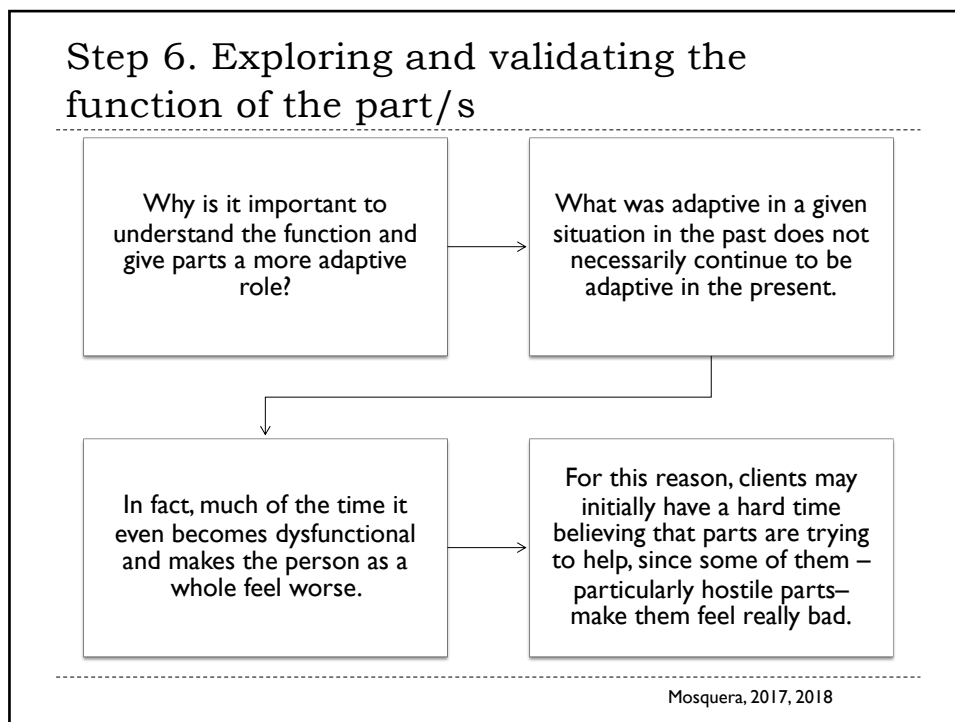 Step 6. Exploring and validating the
function of the part/s
Why is it important to
understand the function and
give parts a more adaptive
role?
What was adaptive in a given
situation in the past does not
necessarily continue to be
adaptive in the present.
In fact, much of the time it
even becomes dysfunctional
and makes the person as a
whole feel worse.
For this reason, clients may
initially have a hard time
believing that parts are trying
to help, since some of them –
particularly hostile parts–
make them feel really bad.
Mosquera, 2017, 2018